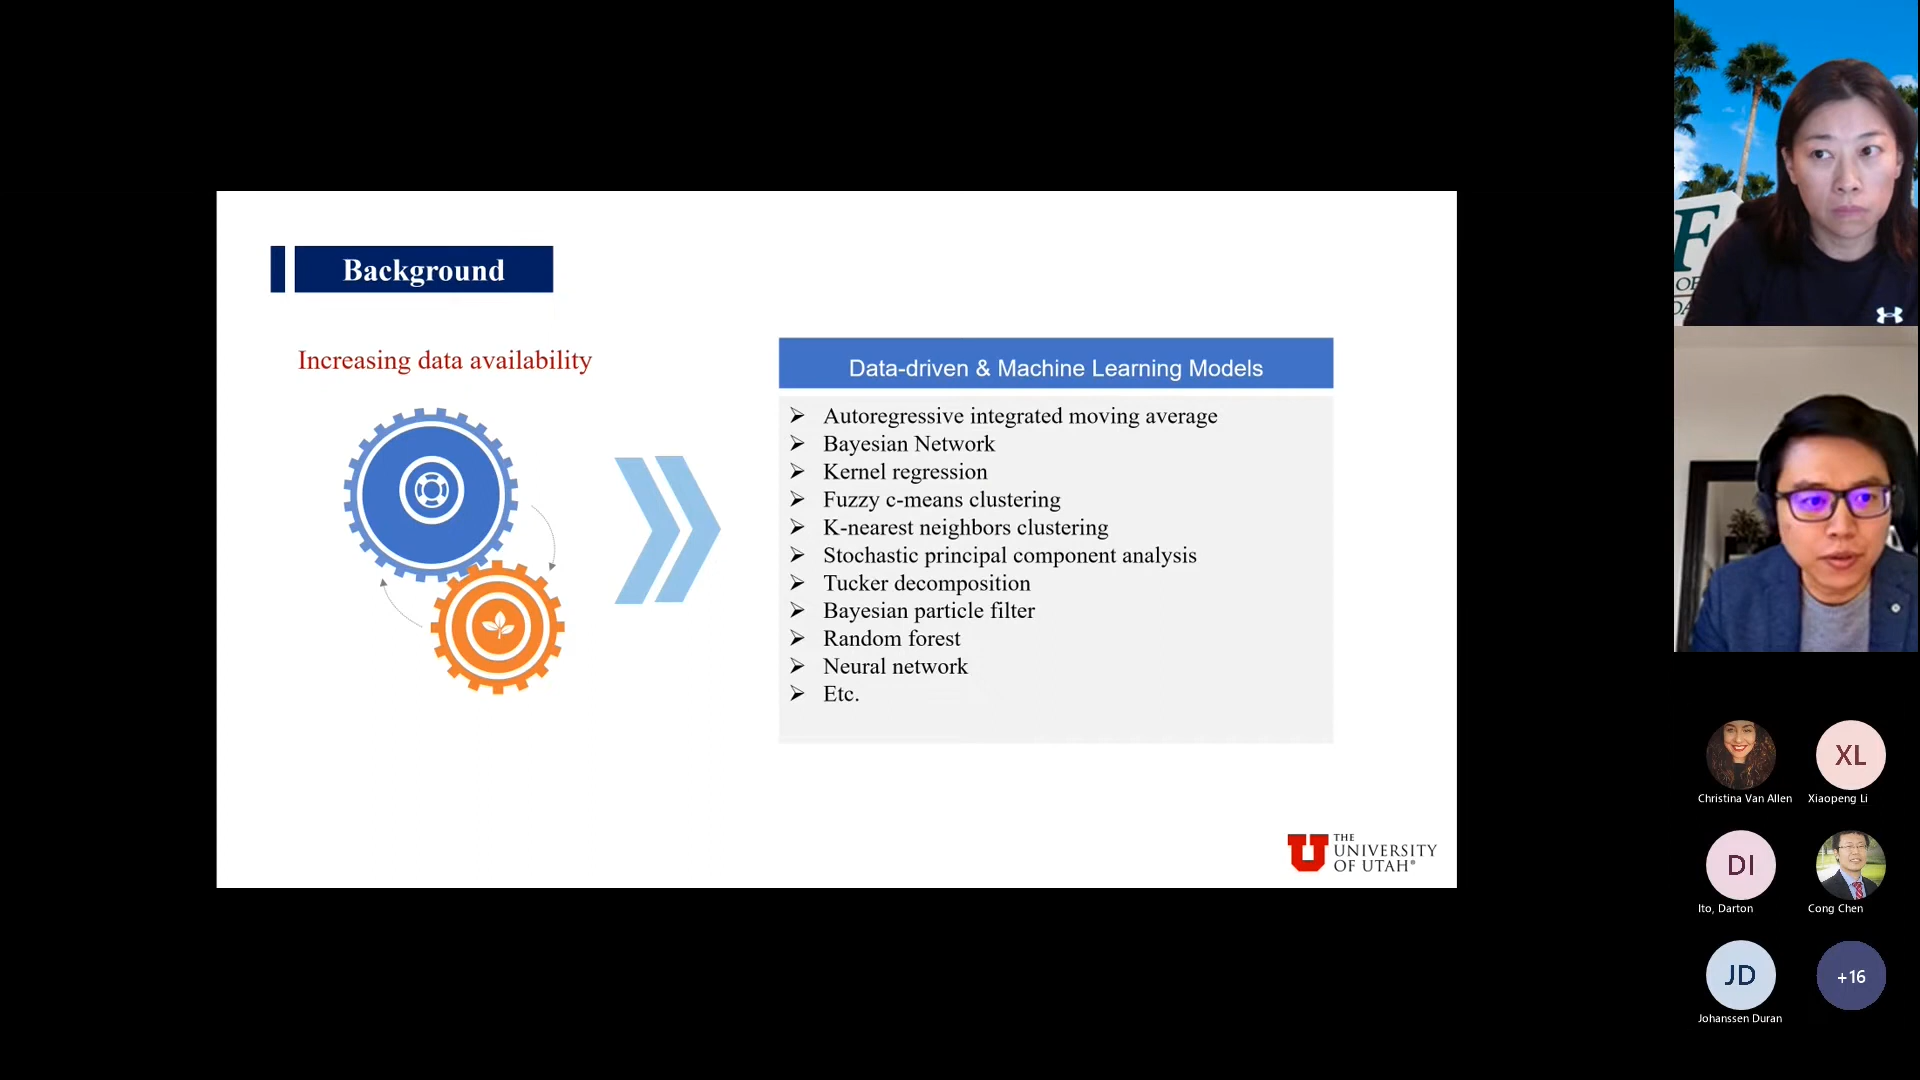 Background
Increasing data availability
Data-driven & Machine Learning Models
Autoregressive integrated moving average
Bayesian Network
Kernel regression
Fuzzy c-means clustering
K-nearest neighbors clustering
Stochastic principal component analysis
Tucker decomposition
Bayesian particle filter
Random forest
Neural network
Etc.
THE
UNIVERSITY
OF UTAH®
F
OF
XL
Christina Van Allen
Xiaopeng Li
DI
Ito, Darton
Cong Chen
JD
+16
Johanssen Duran